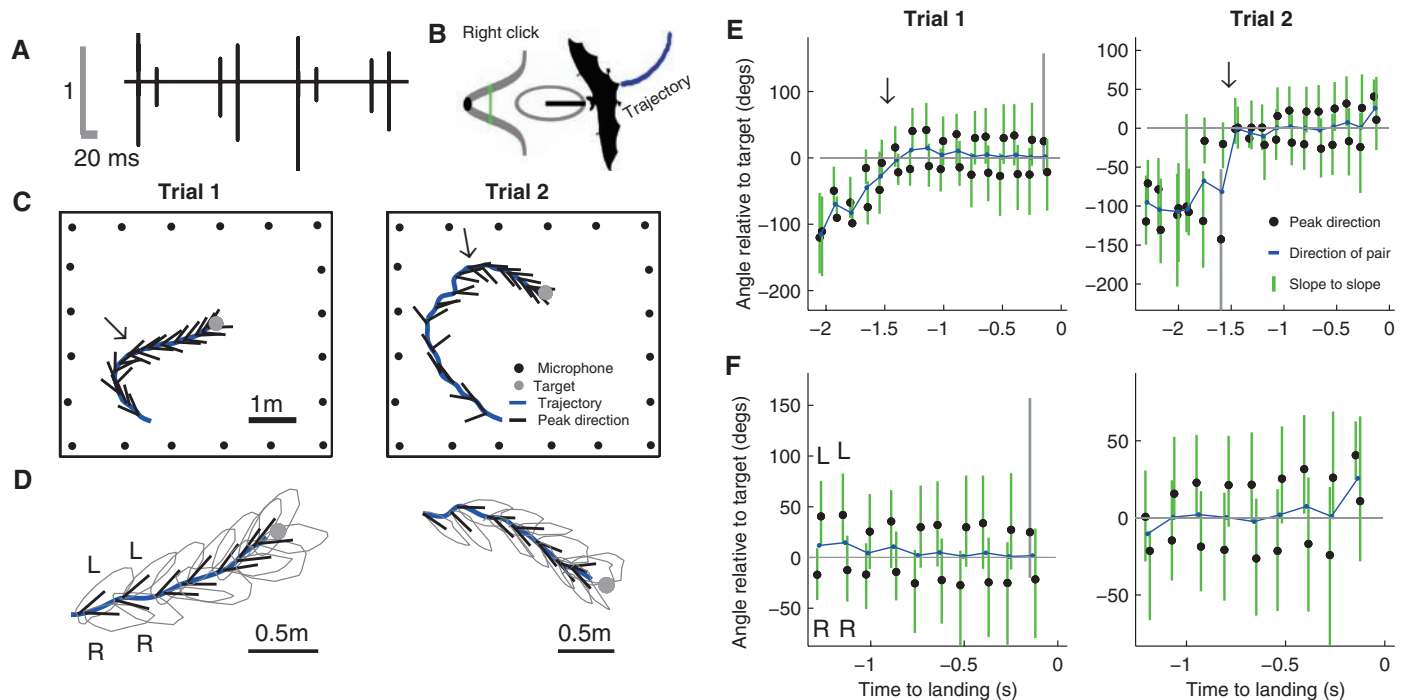 A
1
20 ms
B
Right click
Trajectory
C
Trial 1
Trial 2
1m
Microphone
Target
Trajectory
Peak direction
D
L
L
R
R
0.5m
0.5m
E
Trial 1
Trial 2
Angle relative to target (degs)
100
0
−100
−200
−2
−1.5
−1
−0.5
0
100
50
0
−50
−100
−150
−200
−2
−1.5
−1
−0.5
0
Peak direction
Direction of pair
Slope to slope
F
Angle relative to target (degs)
150
100
50
0
−50
L
L
R
R
−1
−0.5
0
Time to landing (s)
50
0
−50
−1
−0.5
0
Time to landing (s)